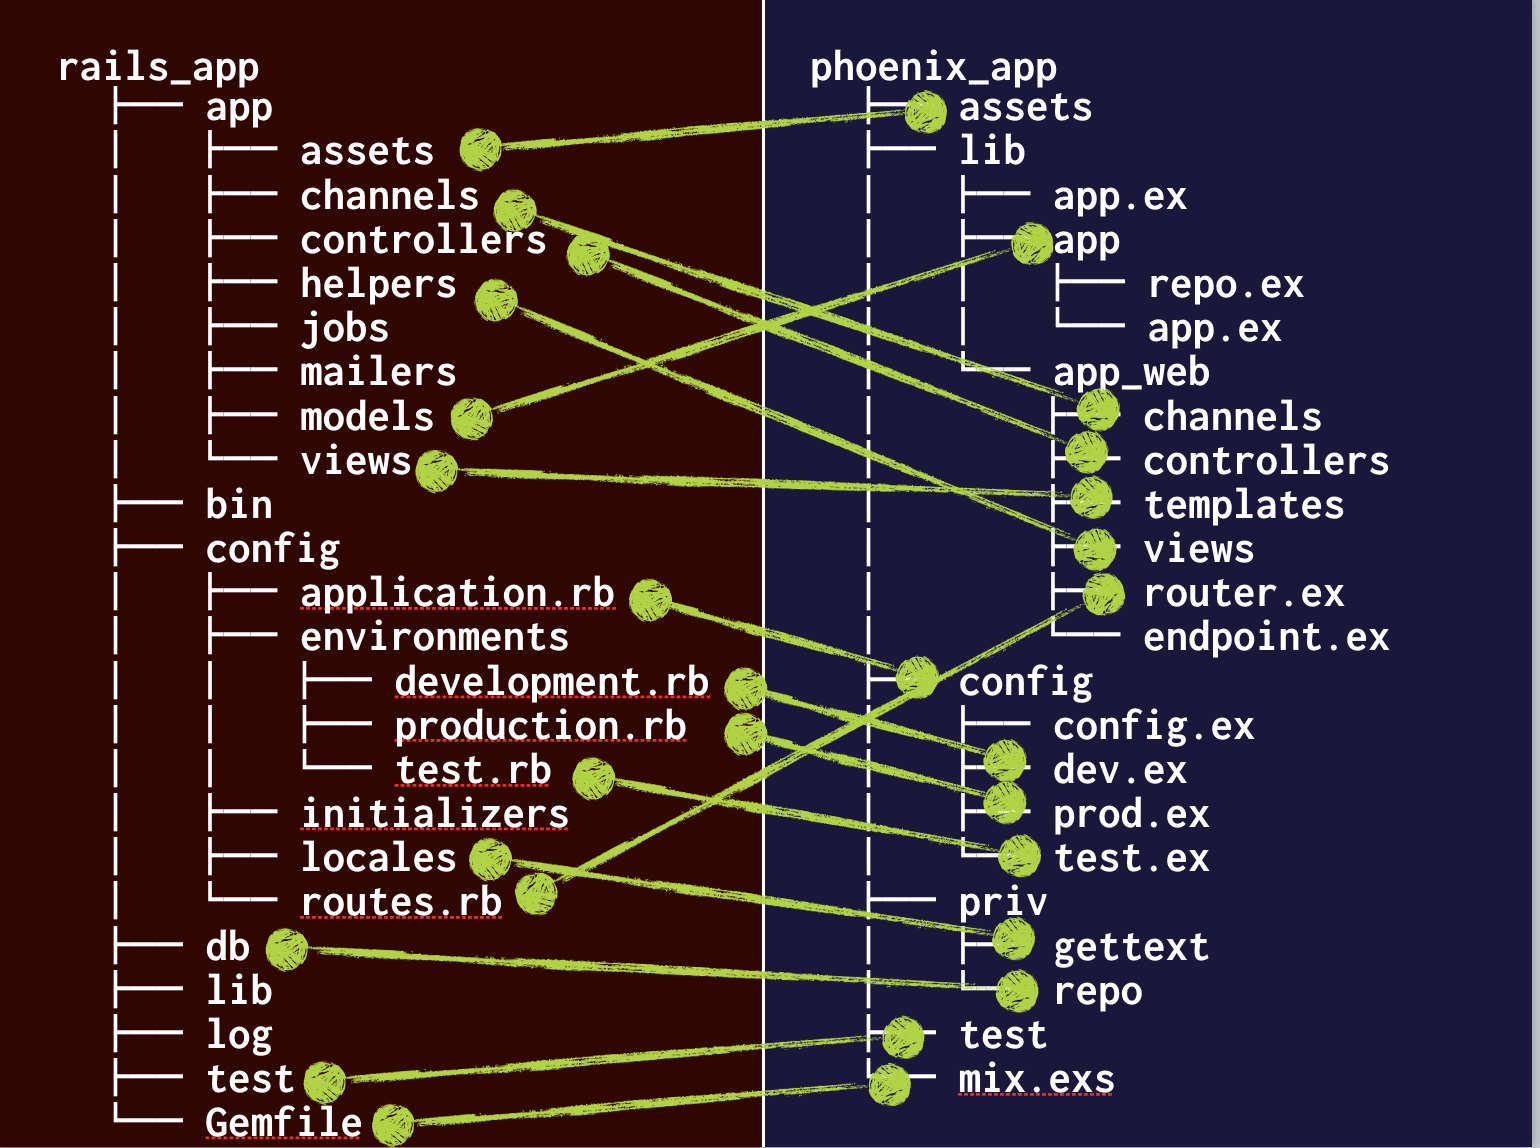 rails_app
app
assets
channels
controllers
helpers
jobs
mailers
models
views
bin
config
application.rb
environments
development.rb
production.rb
test.rb
initializers
locales
routes.rb
db
lib
log
test
Gemfile
phoenix_app
assets
lib
app.ex
app
repo.ex
app.ex
app_web
channels
controllers
templates
views
router.ex
endpoint.ex
config
config.ex
dev.ex
prod.ex
test.ex
priv
gettext
repo
test
mix.exs